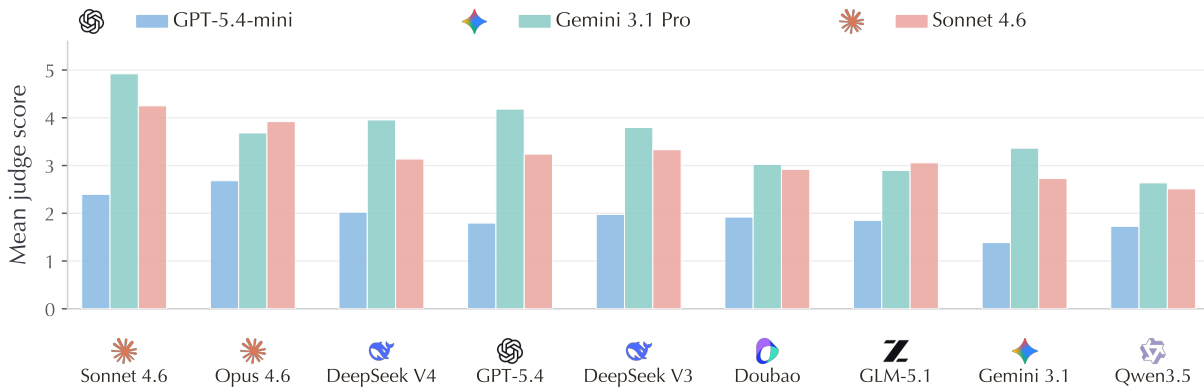 GPT-5.4-mini Gemini 3.1 Pro Sonnet 4.6
Mean judge score
5
4
3
2
1
0
Sonnet 4.6 Opus 4.6 DeepSeek V4 GPT-5.4 DeepSeek V3 Doubao GLM-5.1 Gemini 3.1 Qwen3.5